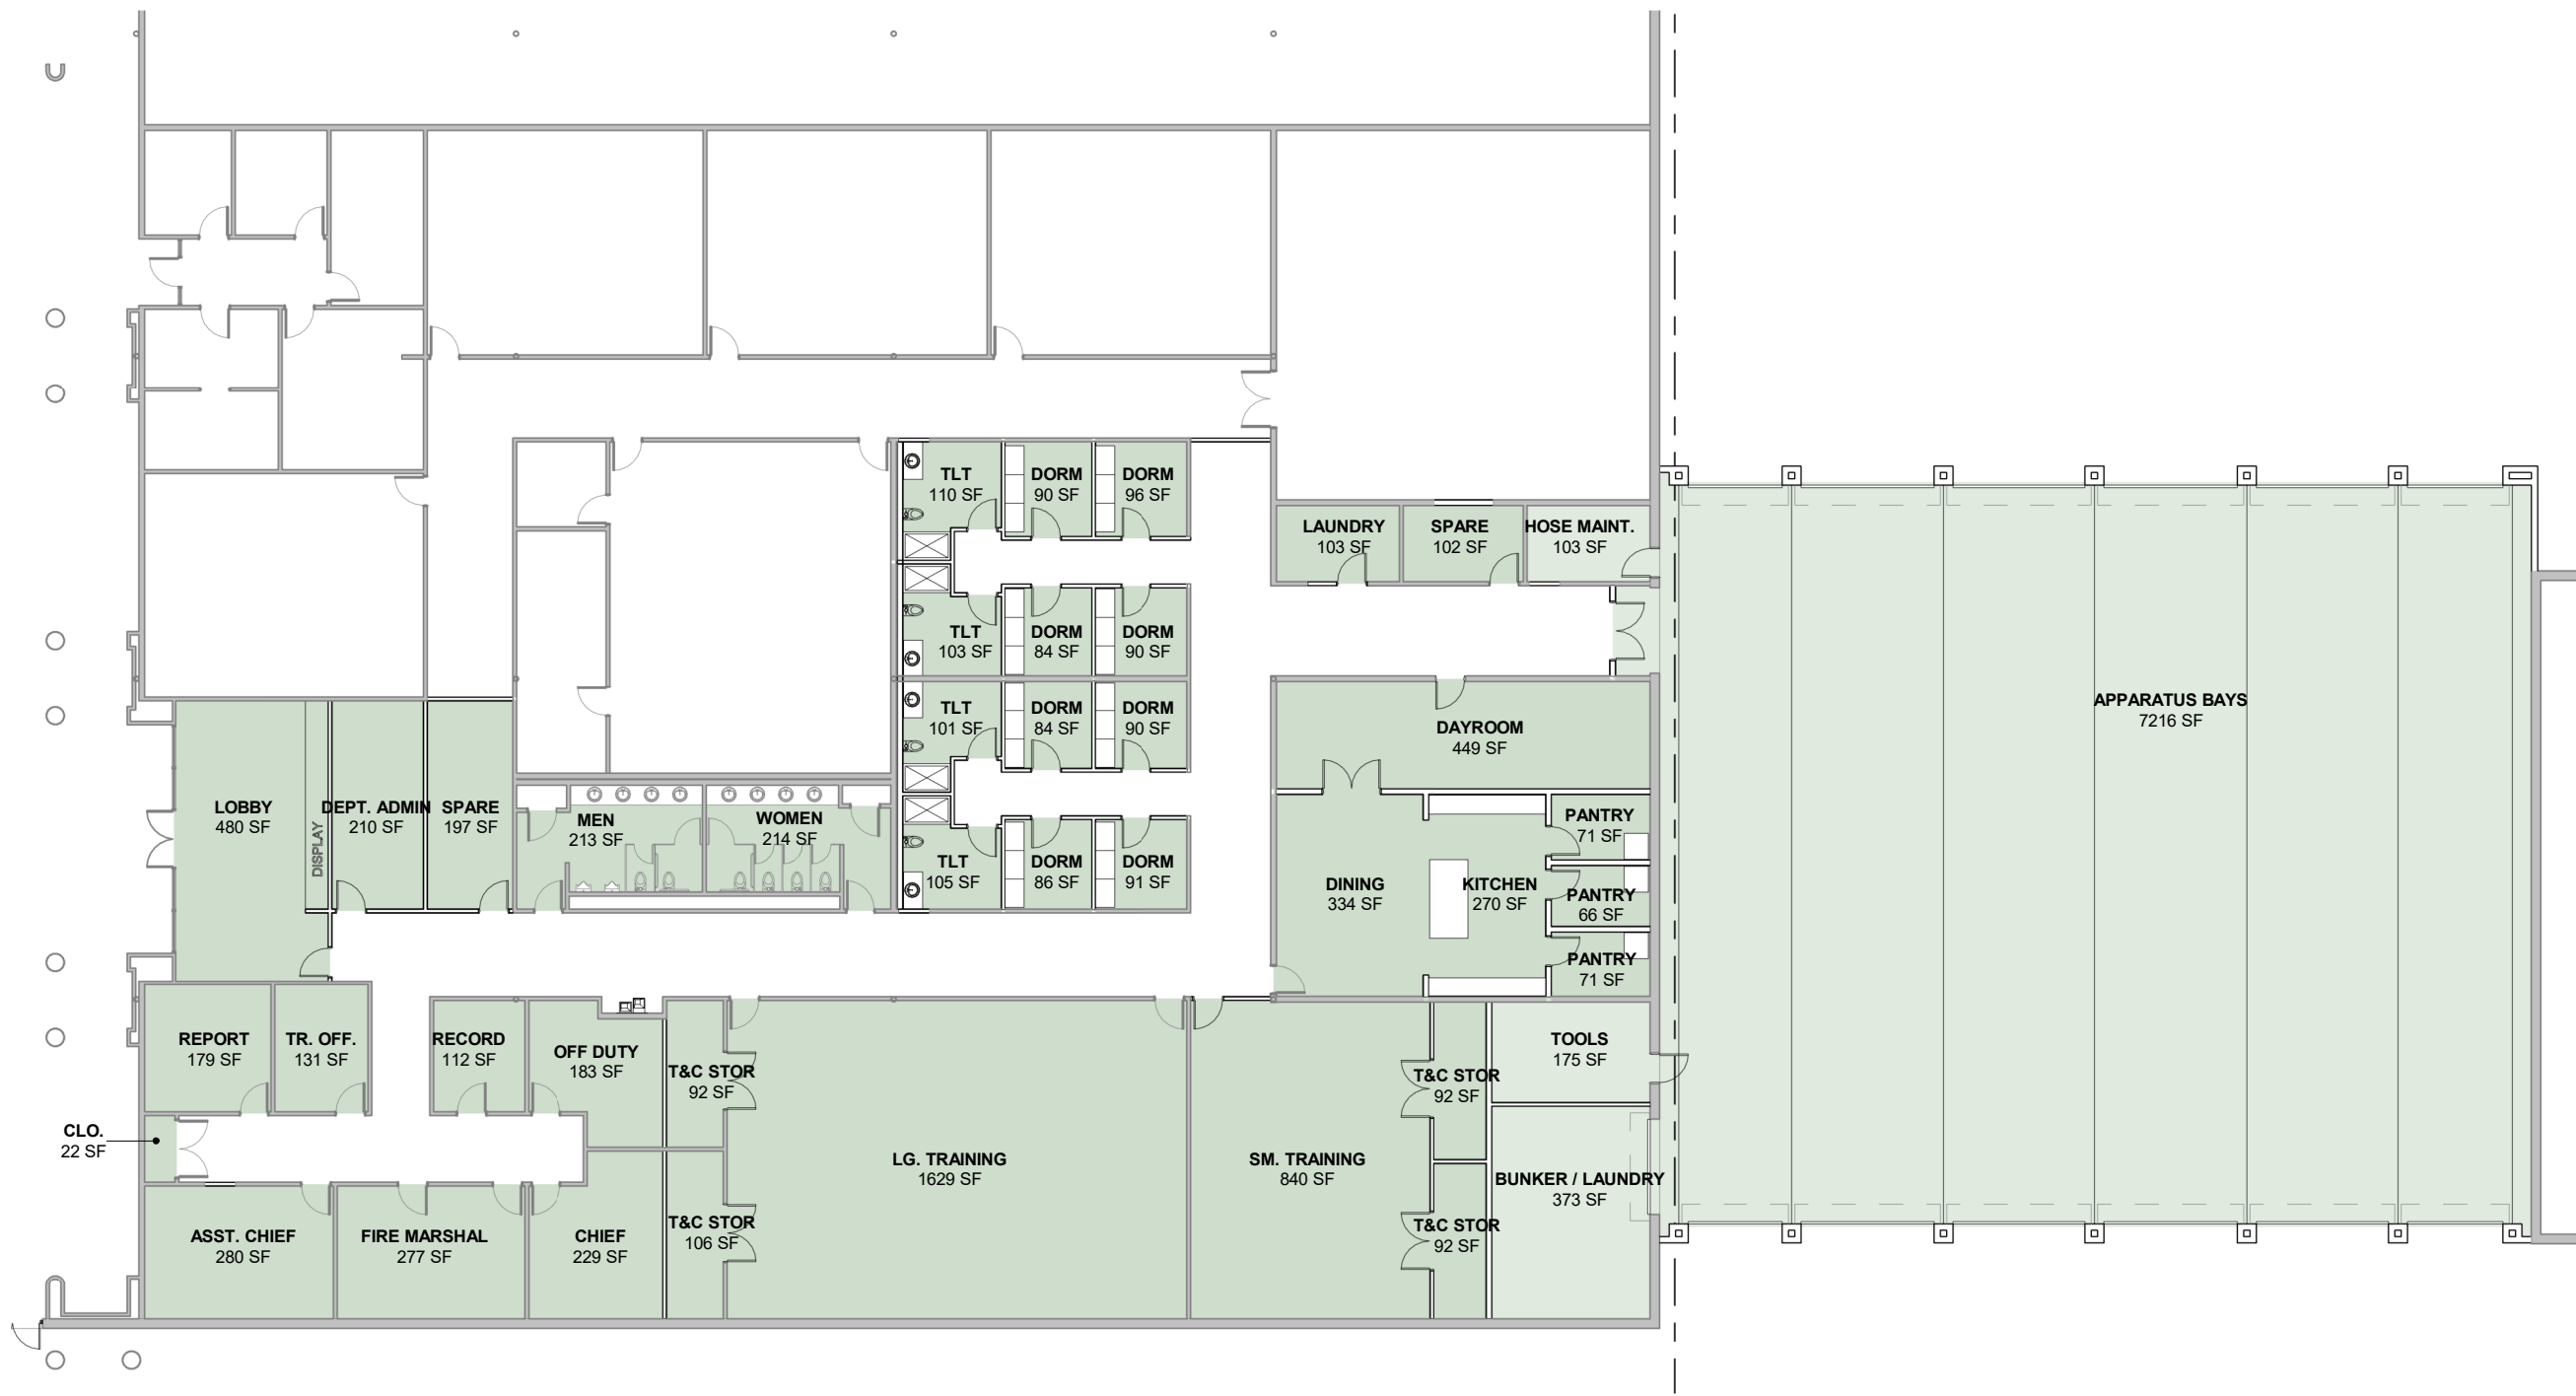 TLT
110 SF
DORM
90 SF
DORM
96 SF
LAUNDRY
103 SF
SPARE
102 SF
HOSE MAINT.
103 SF
TLT
103 SF
DORM
84 SF
DORM
90 SF
TLT
101 SF
DORM
84 SF
DORM
90 SF
DAYROOM
449 SF
APPARATUS BAYS
7216 SF
LOBBY
480 SF
DISPLAY
DEPT. ADMIN
210 SF
SPARE
197 SF
MEN
213 SF
WOMEN
214 SF
TLT
105 SF
DORM
86 SF
DORM
91 SF
DINING
334 SF
KITCHEN
270 SF
PANTRY
71 SF
PANTRY
66 SF
PANTRY
71 SF
REPORT
179 SF
TR. OFF.
131 SF
RECORD
112 SF
OFF DUTY
183 SF
T&C STOR
92 SF
T&C STOR
92 SF
TOOLS
175 SF
CLO.
22 SF
LG. TRAINING
1629 SF
SM. TRAINING
840 SF
BUNKER / LAUNDRY
373 SF
ASST. CHIEF
280 SF
FIRE MARSHAL
277 SF
CHIEF
229 SF
T&C STOR
106 SF
T&C STOR
92 SF